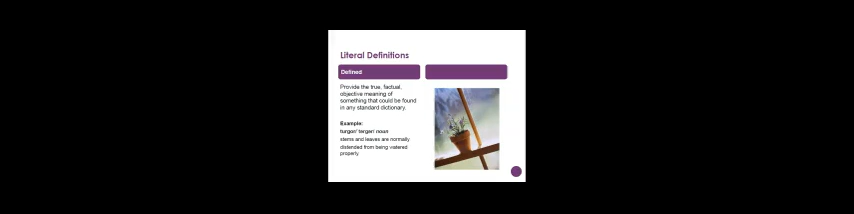 Literal Definitions
Defined
Provide the true, factual,
objective meaning of
something that could be found
in any standard dictionary.
Example:
turgor/ˈtergər/ noun
stems and leaves are normally
distended from being watered
properly